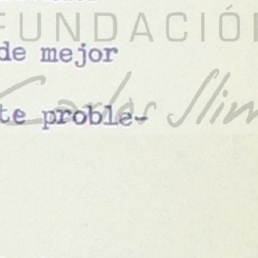 FUNDACIÓ
de mejor
Carlos Slim
te proble-